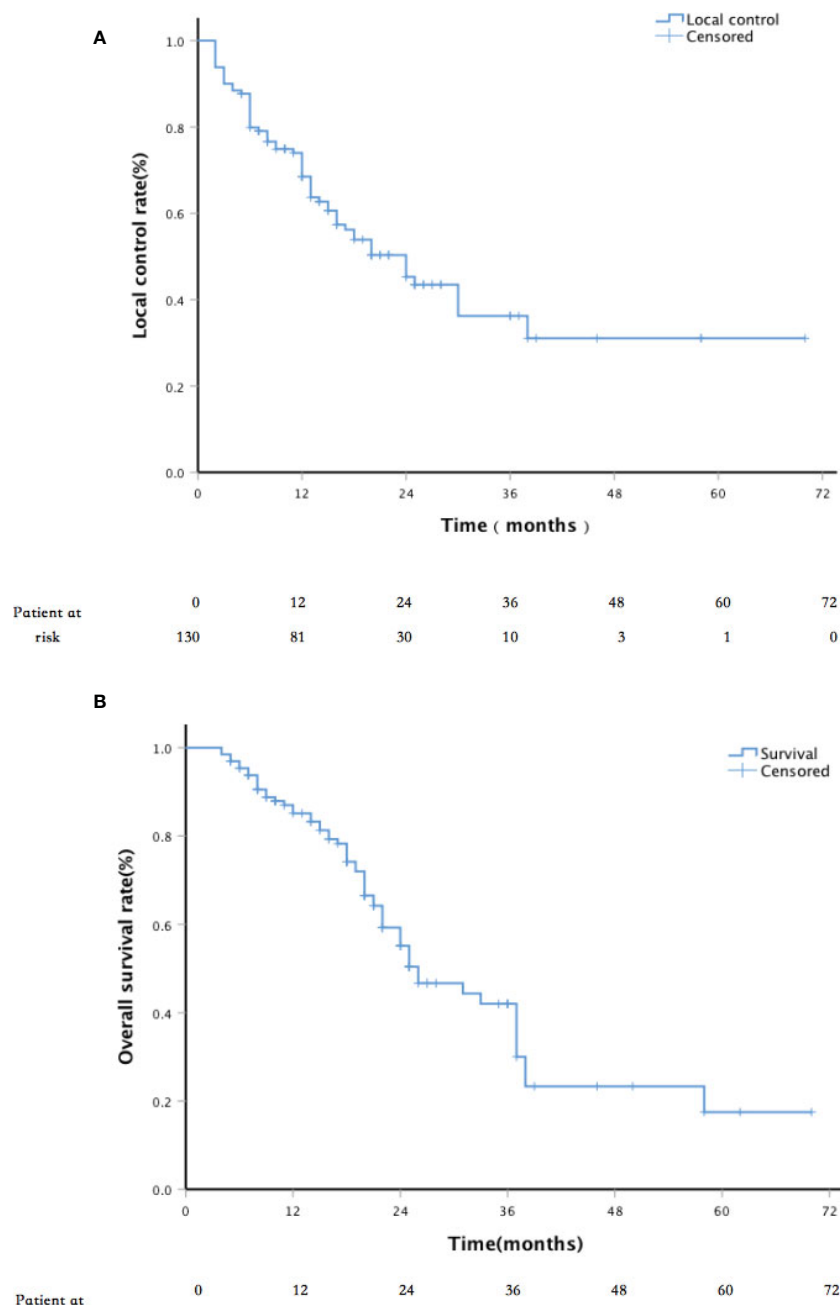 A
Local control
Censored
1.0
0.8
0.6
0.4
0.2
0.0
Local control rate(%)
0 12 24 36 48 60 72
Time ( months )
Patient at 0 12 24 36 48 60 72
risk 130 81 30 10 3 1 0
B
Survival
Censored
1.0
0.8
0.6
0.4
0.2
0.0
Overall survival rate(%)
0 12 24 36 48 60 72
Time(months)
0 12 24 36 48 60 72
Patient at